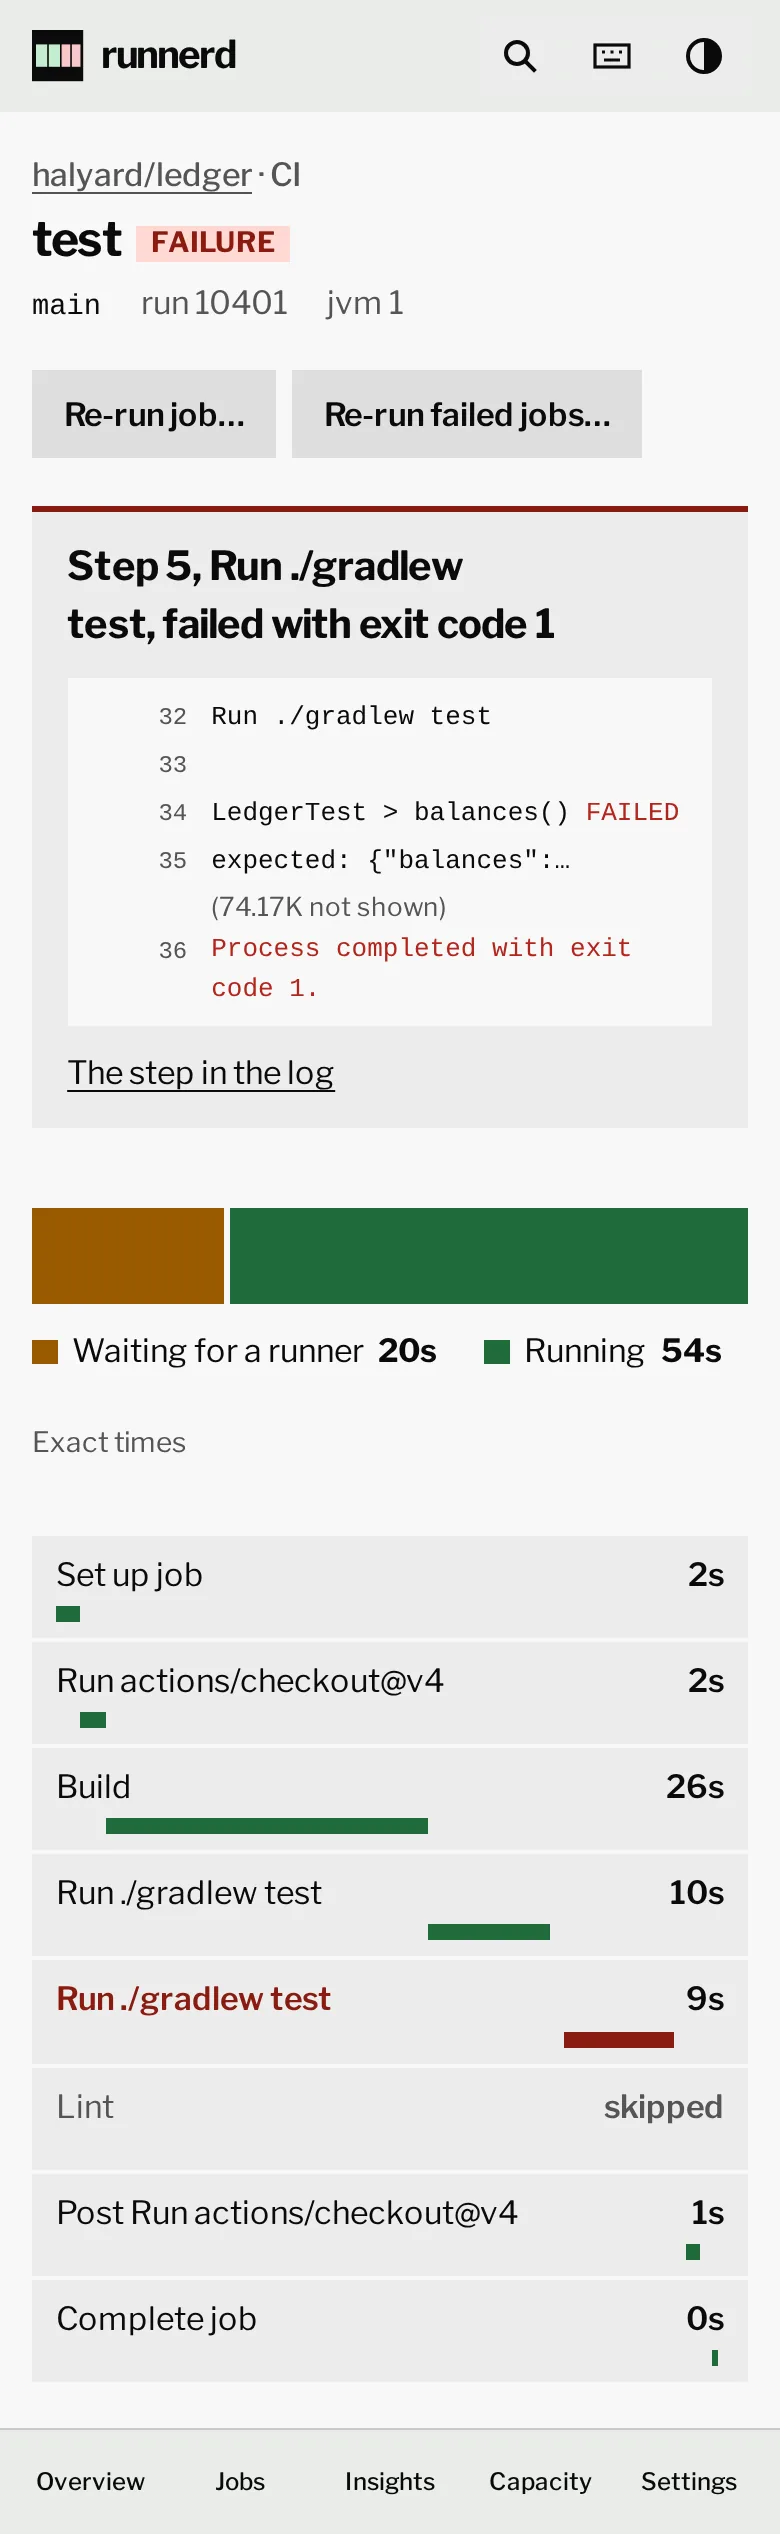 runnerd
halyard/ledger · CI
test FAILURE
main run 10401 jvm 1
Re-run job… Re-run failed jobs…
Step 5, Run ./gradlew
test, failed with exit code 1
32 Run ./gradlew test
33
34 LedgerTest > balances() FAILED
35 expected: {"balances":…
(74.17K not shown)
36 Process completed with exit
code 1.
The step in the log
Waiting for a runner 20s Running 54s
Exact times
Set up job 2s
Run actions/checkout@v4 2s
Build 26s
Run ./gradlew test 10s
Run ./gradlew test 9s
Lint skipped
Post Run actions/checkout@v4 1s
Complete job 0s
Overview Jobs Insights Capacity Settings